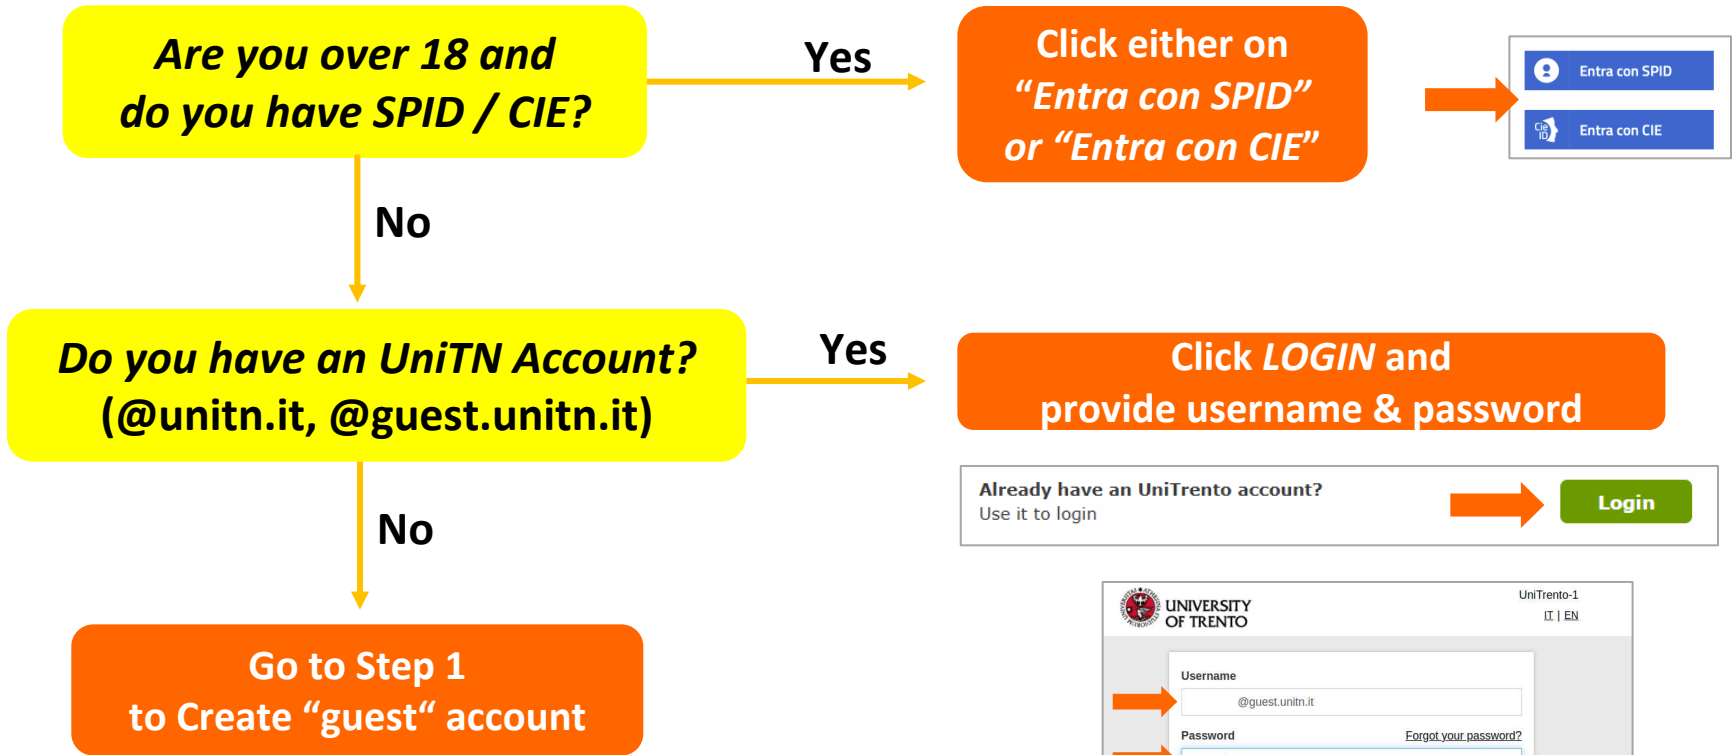 Are you over 18 and
do you have SPID / CIE?
Yes
Click either on
“Entra con SPID”
or “Entra con CIE”
Entra con SPID
Cie
ID
Entra con CIE
No
Do you have an UniTN Account?
(@unitn.it, @guest.unitn.it)
Yes
Click LOGIN and
provide username & password
Already have an UniTrento account?
Use it to login
Login
No
Go to Step 1
to Create “guest“ account
UNIVERSITY
OF TRENTO
UniTrento-1
IT | EN
Username
@guest.unitn.it
Password
Forgot your password?